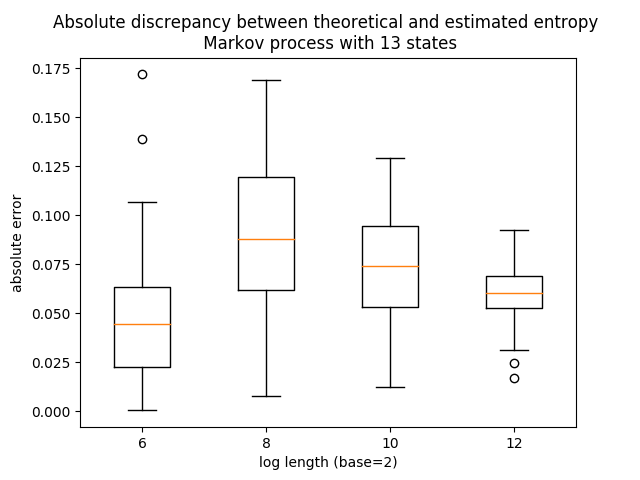 Absolute discrepancy between theoretical and estimated entropy
Markov process with 13 states
absolute error
0.175
0.150
0.125
0.100
0.075
0.050
0.025
0.000
6 8 10 12
log length (base=2)